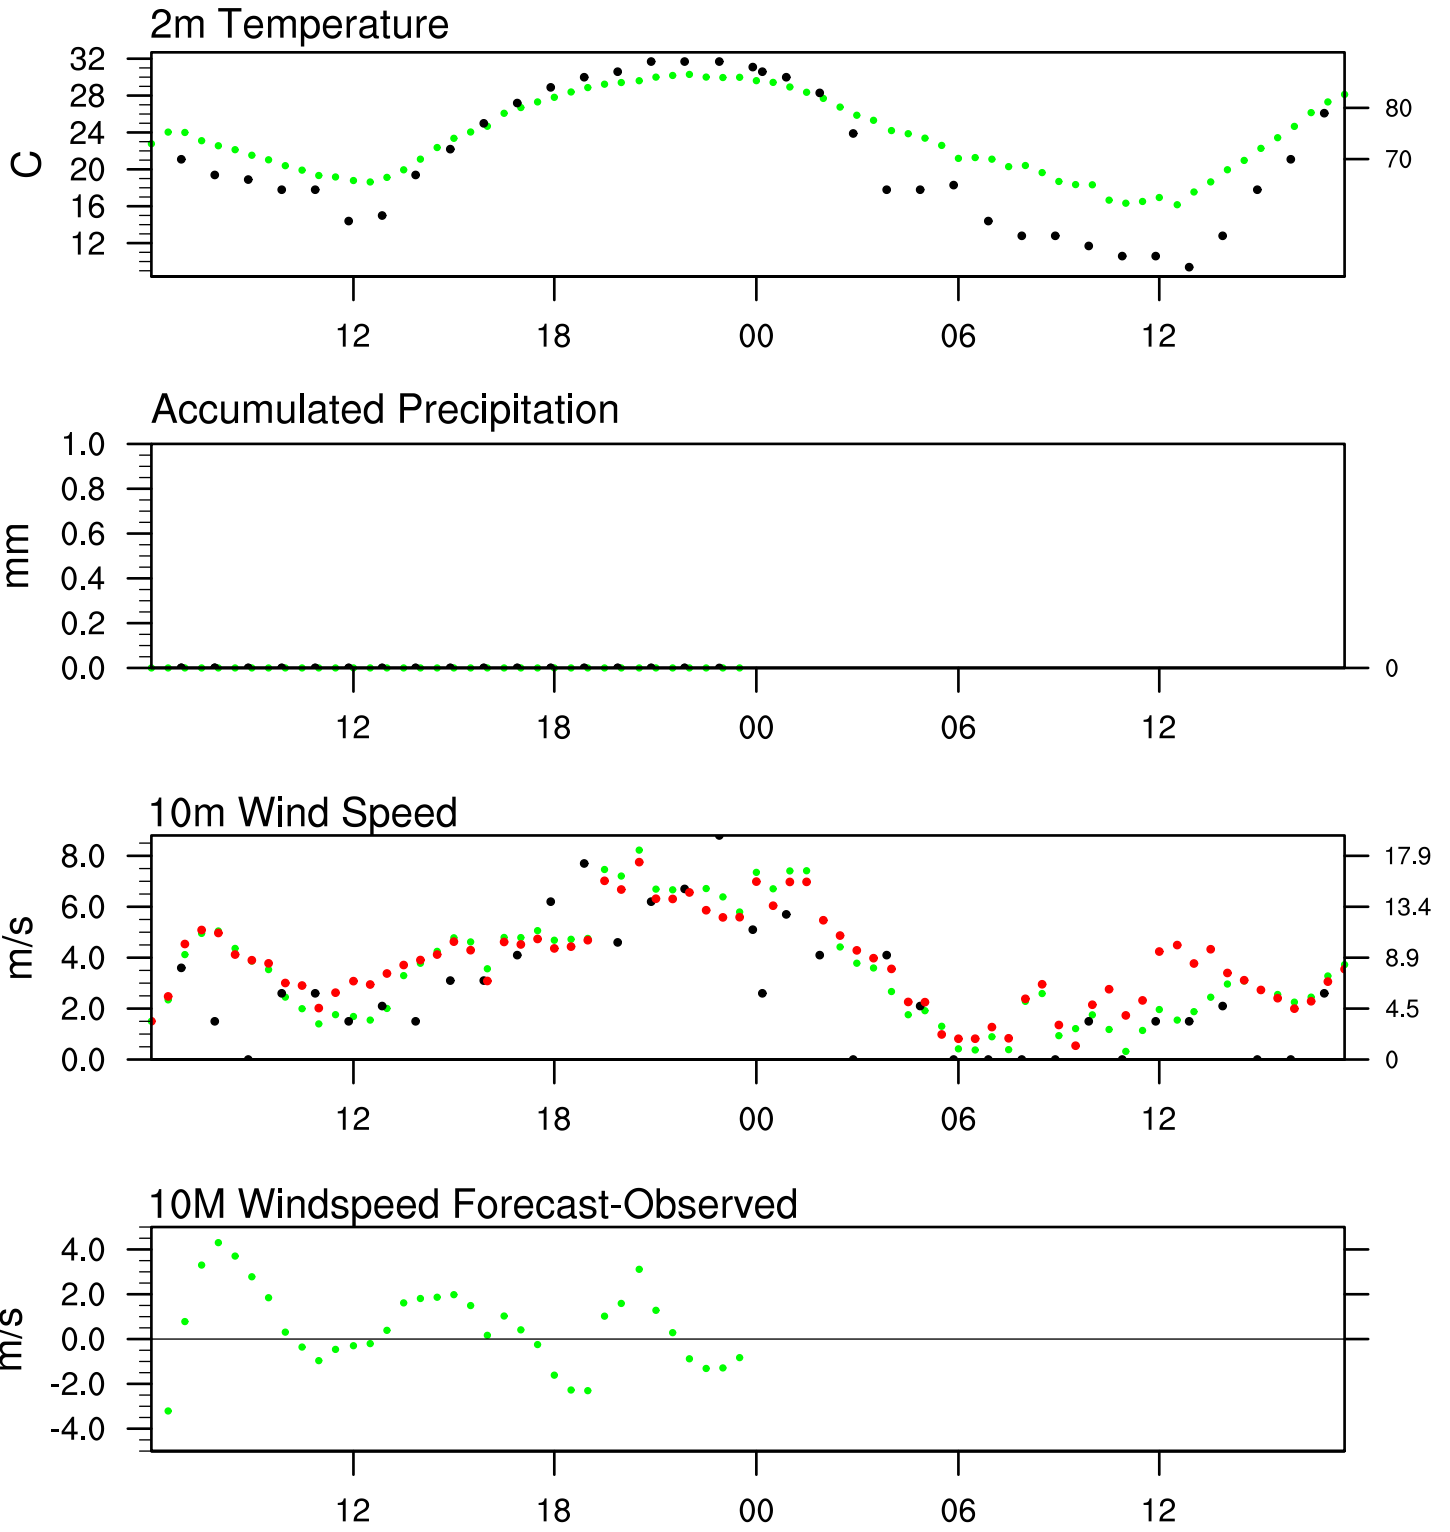 2m Temperature
32
28
24
20
16
12
C
80
70
12 18 00 06 12
Accumulated Precipitation
1.0
0.8
0.6
0.4
0.2
0.0
mm
0
12 18 00 06 12
10m Wind Speed
8.0
6.0
4.0
2.0
0.0
m/s
17.9
13.4
8.9
4.5
0
12 18 00 06 12
10M Windspeed Forecast-Observed
4.0
2.0
0.0
-2.0
-4.0
m/s
12 18 00 06 12